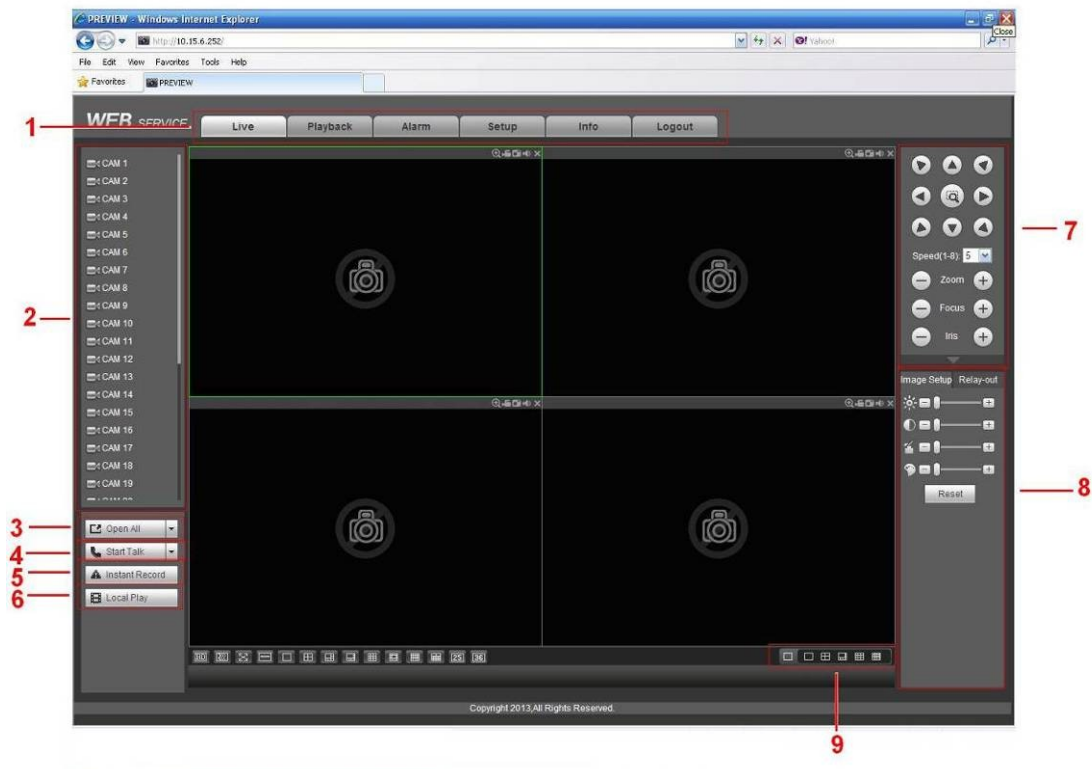 PREVIEW - Windows Internet Explorer
Close
http://10.15.6.252/
Yahoo!
File Edit View Favorites Tools Help
Favorites PREVIEW
WEB SERVICE
1
Live Playback Alarm Setup Info Logout
CAM 1
CAM 2
CAM 3
CAM 4
CAM 5
CAM 6
CAM 7
CAM 8
CAM 9
2
CAM 10
CAM 11
CAM 12
CAM 13
CAM 14
CAM 15
CAM 16
CAM 17
CAM 18
CAM 19
3
Open All
4
Start Talk
5
Instant Record
6
Local Play
7
Speed(1-8): 5
Zoom
Focus
Iris
Image Setup Relay-out
8
Reset
25 36
9
Copyright 2013,All Rights Reserved.